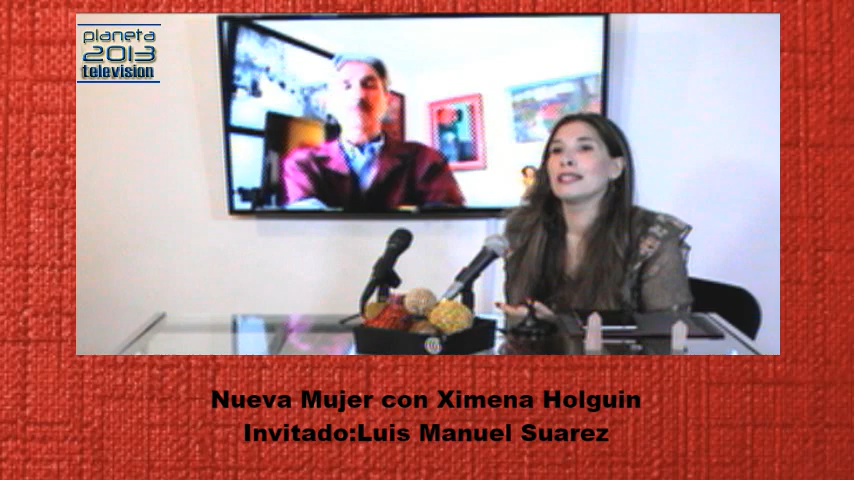 planeta
2013
television
Nueva Mujer con Ximena Holguin
Invitado:Luis Manuel Suarez